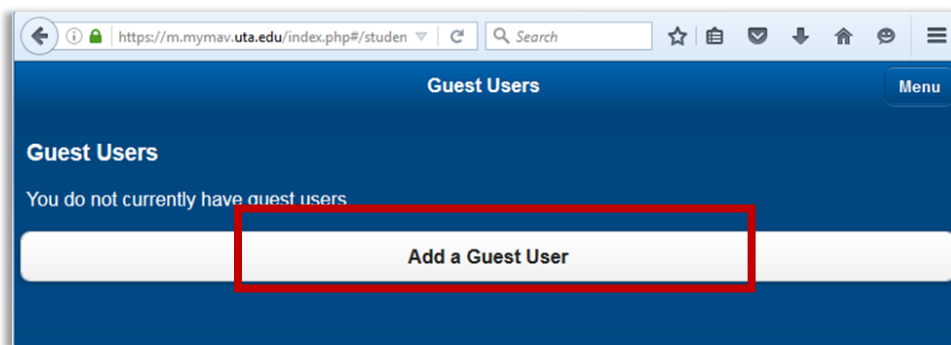 https://m.mymav.uta.edu/index.php#/studen
Search
Guest Users
Menu
Guest Users
You do not currently have guest users
Add a Guest User